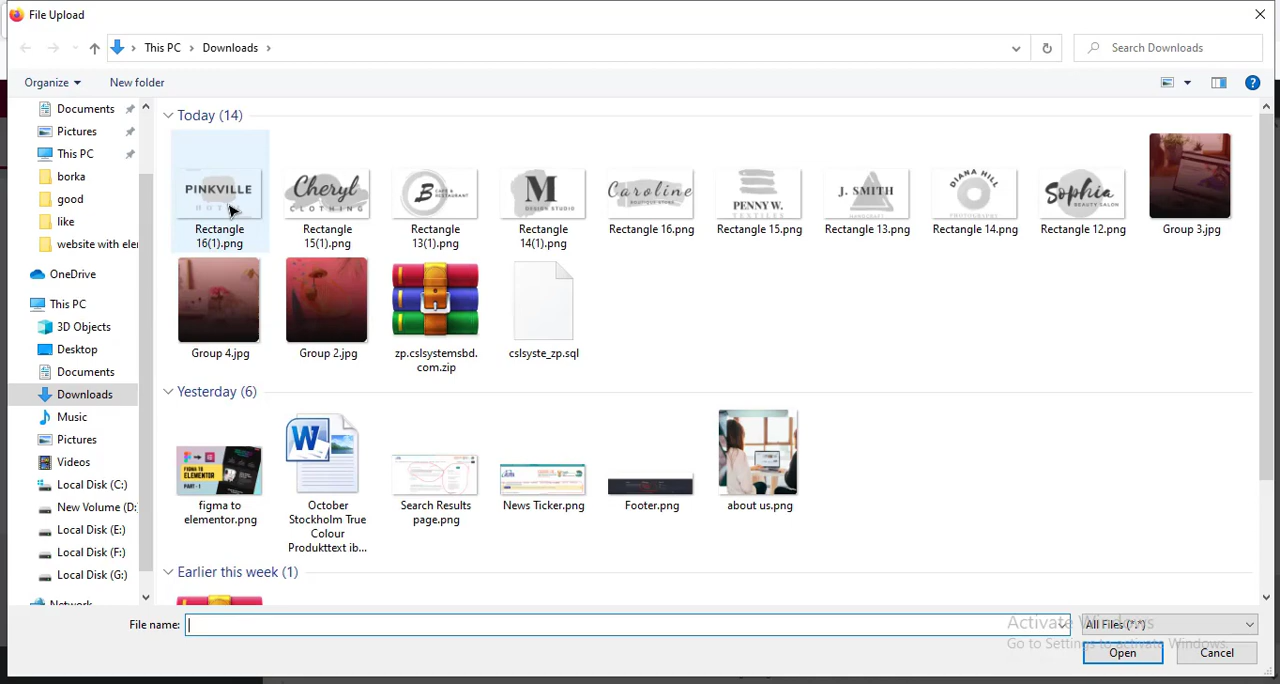 File Upload
This PC
Downloads
Search Downloads
Organize
New folder
Documents
Pictures
This PC
borka
good
like
website with eler
OneDrive
This PC
3D Objects
Desktop
Documents
Downloads
Music
Pictures
Videos
Local Disk (C:)
New Volume (D:
Local Disk (E:)
Local Disk (F:)
Local Disk (G:)
Network
Today (14)
PINKVILLE
HOTEL
Cheryl
CLOTHING
B CAFE &
RESTAURANT
M
DESIGN STUDIO
Caroline
BOUTIQUE STORE
PENNY W.
TEXTILES
J. SMITH
HANDCRAFT
DIANA HILL
PHOTOGRAPHY
Sophia
BEAUTY SALON
Rectangle
16(1).png
Rectangle
15(1).png
Rectangle
13(1).png
Rectangle
14(1).png
Rectangle 16.png
Rectangle 15.png
Rectangle 13.png
Rectangle 14.png
Rectangle 12.png
Group 3.jpg
Group 4.jpg
Group 2.jpg
zp.cslsystemsbd.
com.zip
cslsyste_zp.sql
Yesterday (6)
FIGMA TO
ELEMENTOR
PART - 1
W
figma to
elementor.png
October
Stockholm True
Colour
Produkttext ib...
Search Results
page.png
News Ticker.png
Footer.png
about us.png
Earlier this week (1)
File name:
All Files (*.*)
Activate Windows
Go to Settings to activate Windows.
Open
Cancel